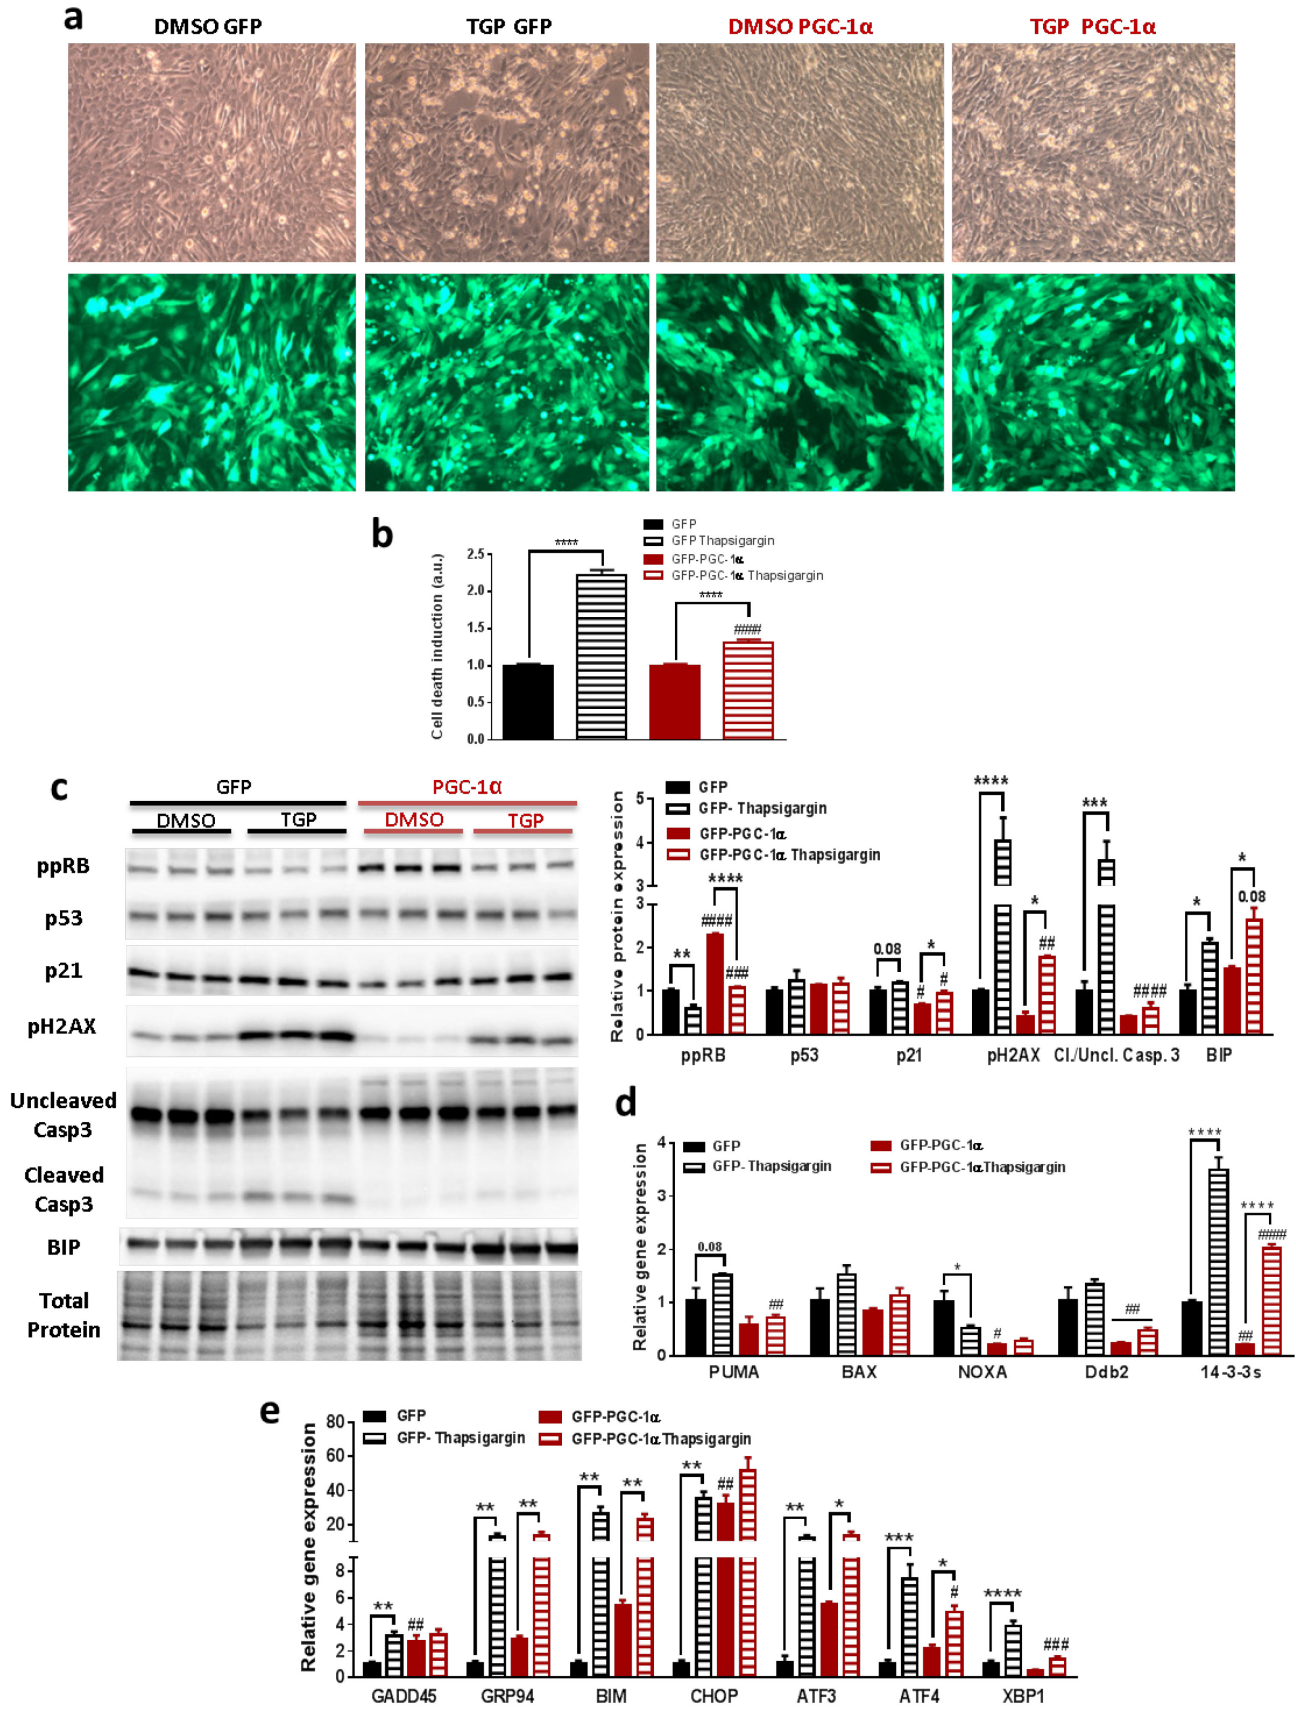 a
DMSO GFP
TGP GFP
DMSO PGC-1α
TGP PGC-1α
b
GFP
GFP Thapsigargin
GFP-PGC-1α
GFP-PGC-1α Thapsigargin
Cell death induction (a.u.)
2.5
2.0
1.5
1.0
0.5
0.0
****
****
####
c
GFP
PGC-1α
DMSO
TGP
DMSO
TGP
ppRB
p53
p21
pH2AX
Uncleaved
Casp3
Cleaved
Casp3
BIP
Total
Protein
GFP
GFP- Thapsigargin
GFP-PGC-1α
GFP-PGC-1α Thapsigargin
Relative protein expression
5
4
3
3
2
1
0
**
####
****
###
0.08
#
*
#
****
*
##
***
####
*
*
0.08
ppRB
p53
p21
pH2AX
Cl./Uncl. Casp. 3
BIP
d
GFP
GFP- Thapsigargin
GFP-PGC-1α
GFP-PGC-1α Thapsigargin
Relative gene expression
4
3
2
1
0
0.08
##
*
#
##
****
##
****
####
PUMA
BAX
NOXA
Ddb2
14-3-3s
e
GFP
GFP- Thapsigargin
GFP-PGC-1α
GFP-PGC-1α Thapsigargin
Relative gene expression
80
60
40
20
8
6
4
2
0
**
##
**
**
**
**
**
##
**
*
***
*
#
****
###
GADD45
GRP94
BIM
CHOP
ATF3
ATF4
XBP1